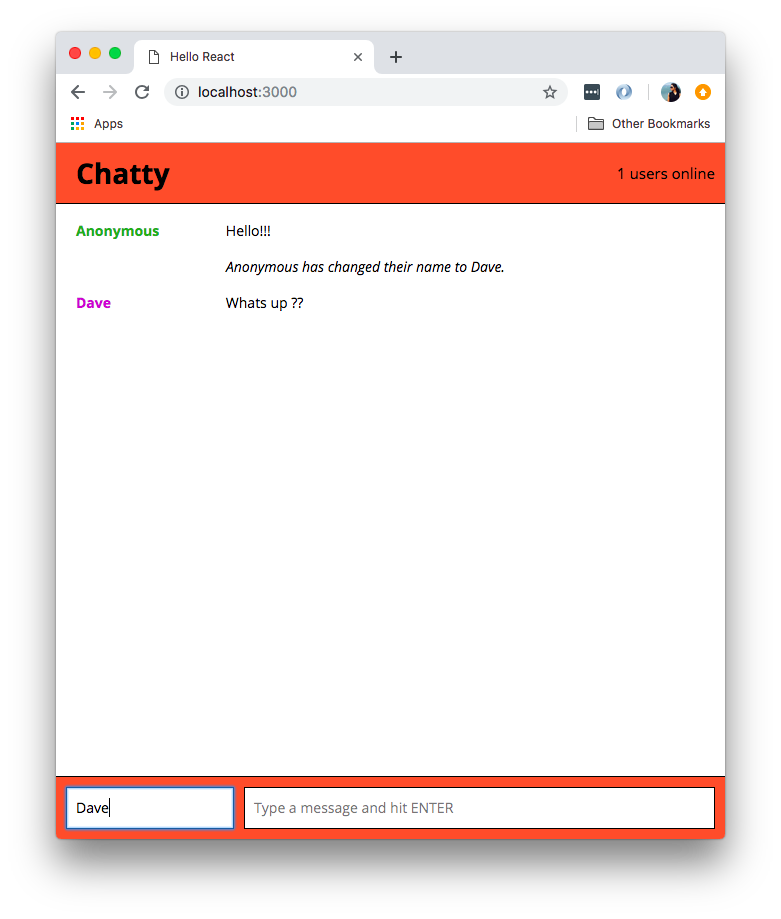 Hello React
localhost:3000
Apps
Other Bookmarks
Chatty
1 users online
Anonymous
Hello!!!
Anonymous has changed their name to Dave.
Dave
Whats up ??
Dave
Type a message and hit ENTER